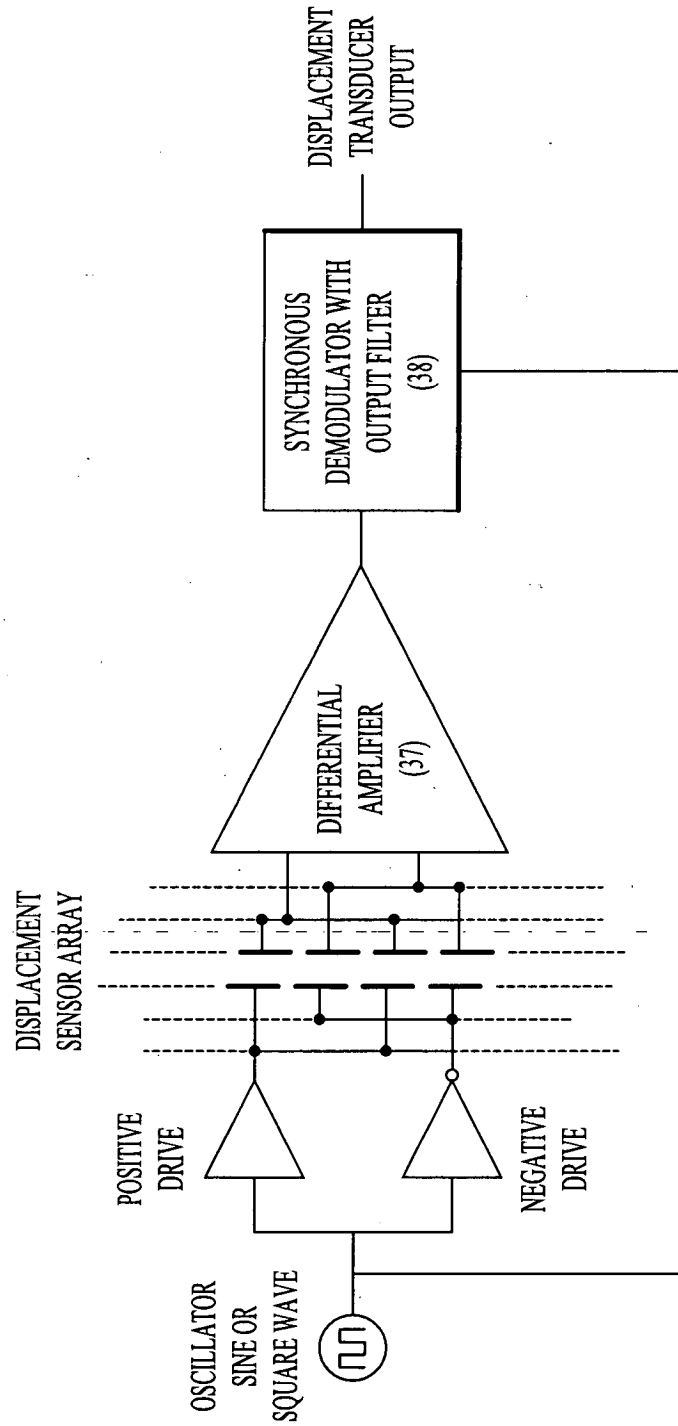 OSCILLATOR
SINE OR
SQUARE WAVE
POSITIVE
DRIVE
NEGATIVE
DRIVE
DISPLACEMENT
SENSOR ARRAY
DIFFERENTIAL
AMPLIFIER
(37)
SYNCHRONOUS
DEMODULATOR WITH
OUTPUT FILTER
(38)
DISPLACEMENT
TRANSDUCER
OUTPUT